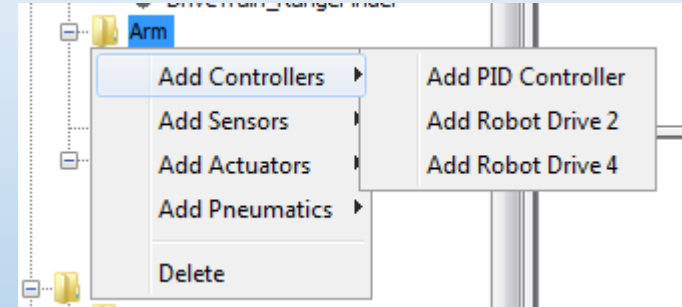 DriveTrain_RangeFinder
Arm
Add Controllers
Add PID Controller
Add Sensors
Add Robot Drive 2
Add Actuators
Add Robot Drive 4
Add Pneumatics
Delete